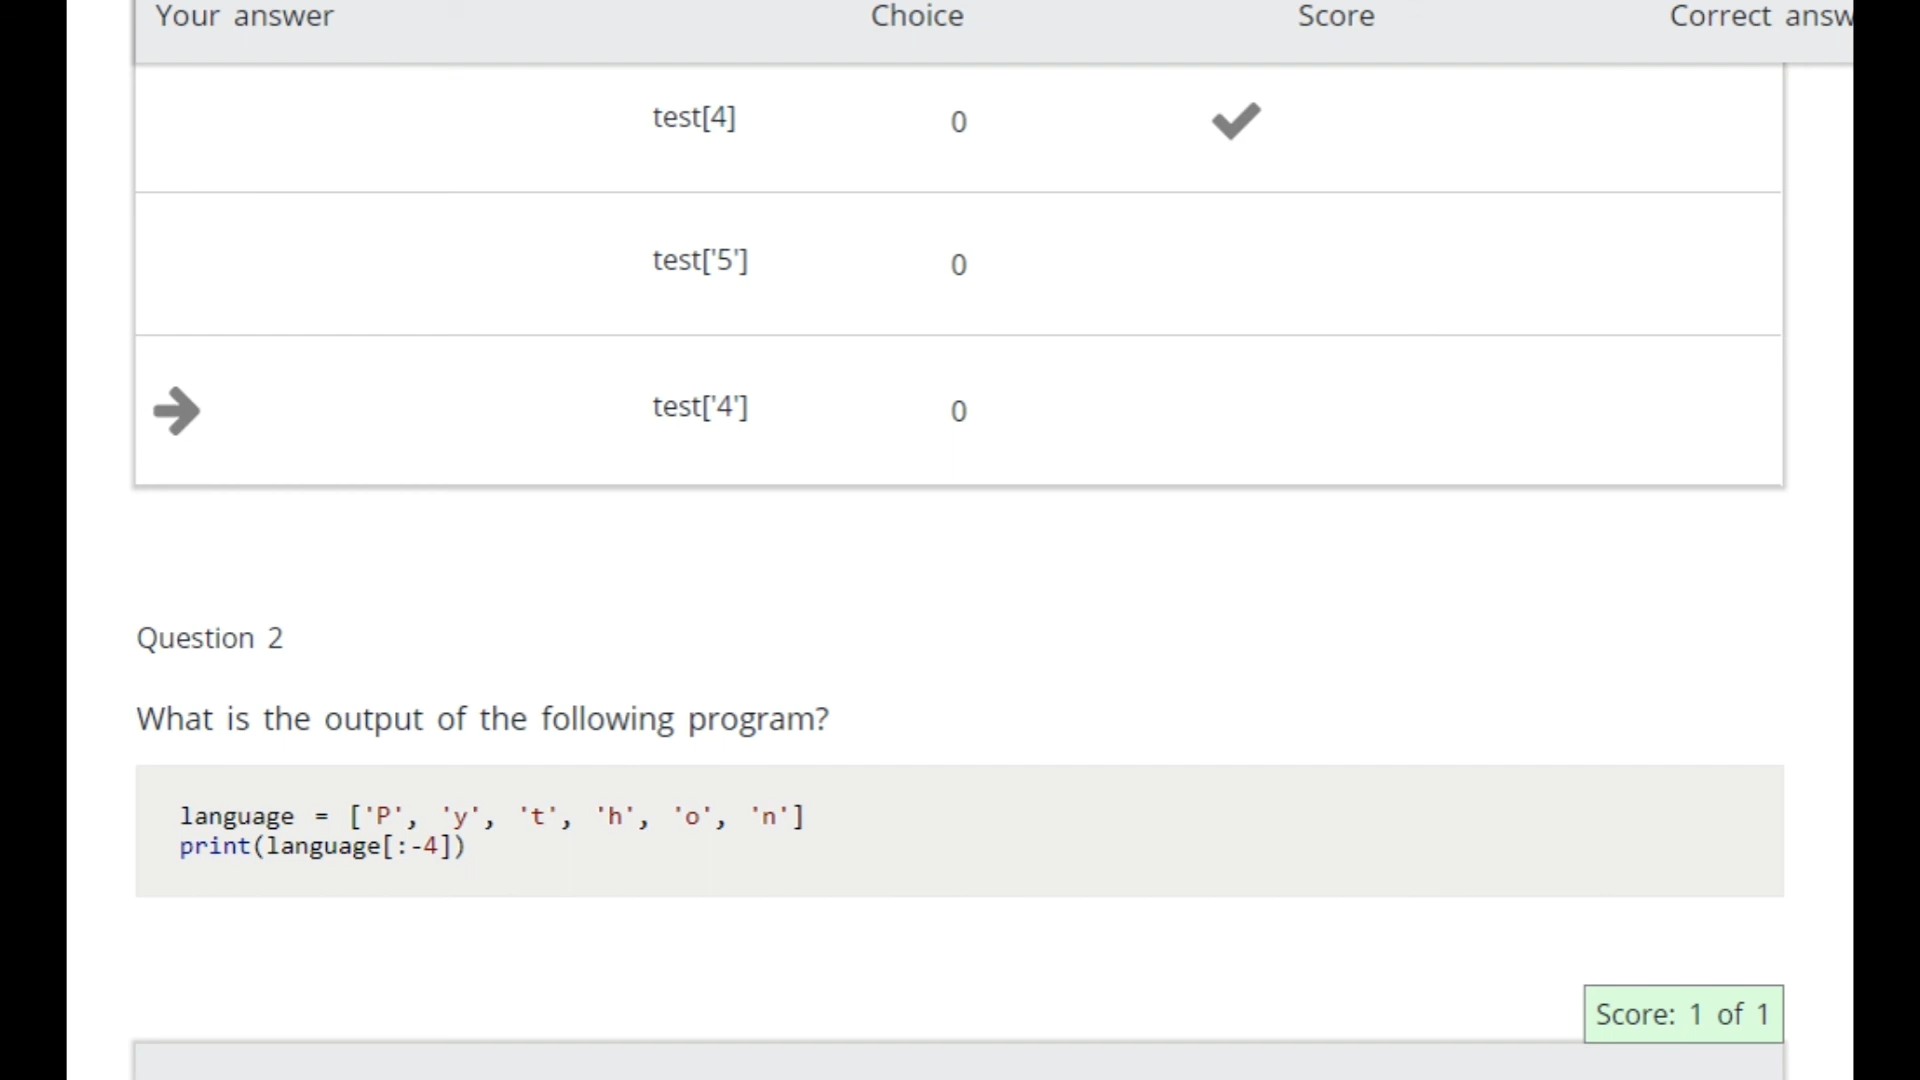 Your answer Choice Score Correct answ
test[4] 0
test['5'] 0
test['4'] 0
Question 2
What is the output of the following program?
language = ['P', 'y', 't', 'h', 'o', 'n']
print(language[:-4])
Score: 1 of 1